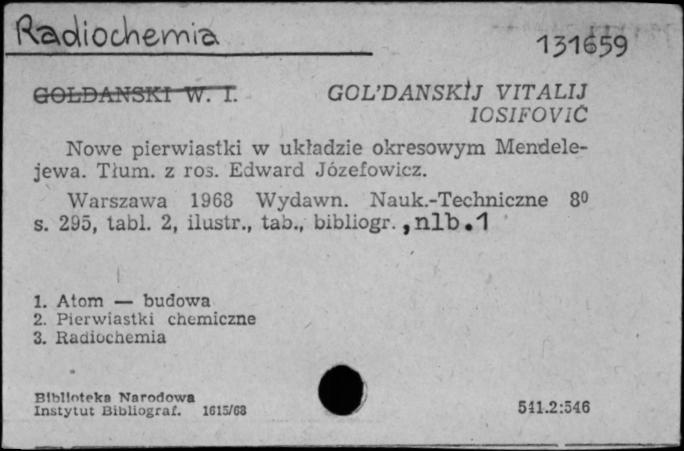 Radiochemia
131659
GOLDANSKI W. I. GOL'DANSKIJ VITALIJ
IOSIFOVIČ
Nowe pierwiastki w układzie okresowym Mendele-
jewa. Tłum. z ros. Edward Józefowicz.
Warszawa 1968 Wydawn. Nauk.-Techniczne 8⁰
s. 295, tabl. 2, ilustr., tab., bibliogr. , nlb.1
1. Atom — budowa
2. Pierwiastki chemiczne
3. Radiochemia
Biblioteka Narodowa
Instytut Bibliograf. 1615/68 541.2:546